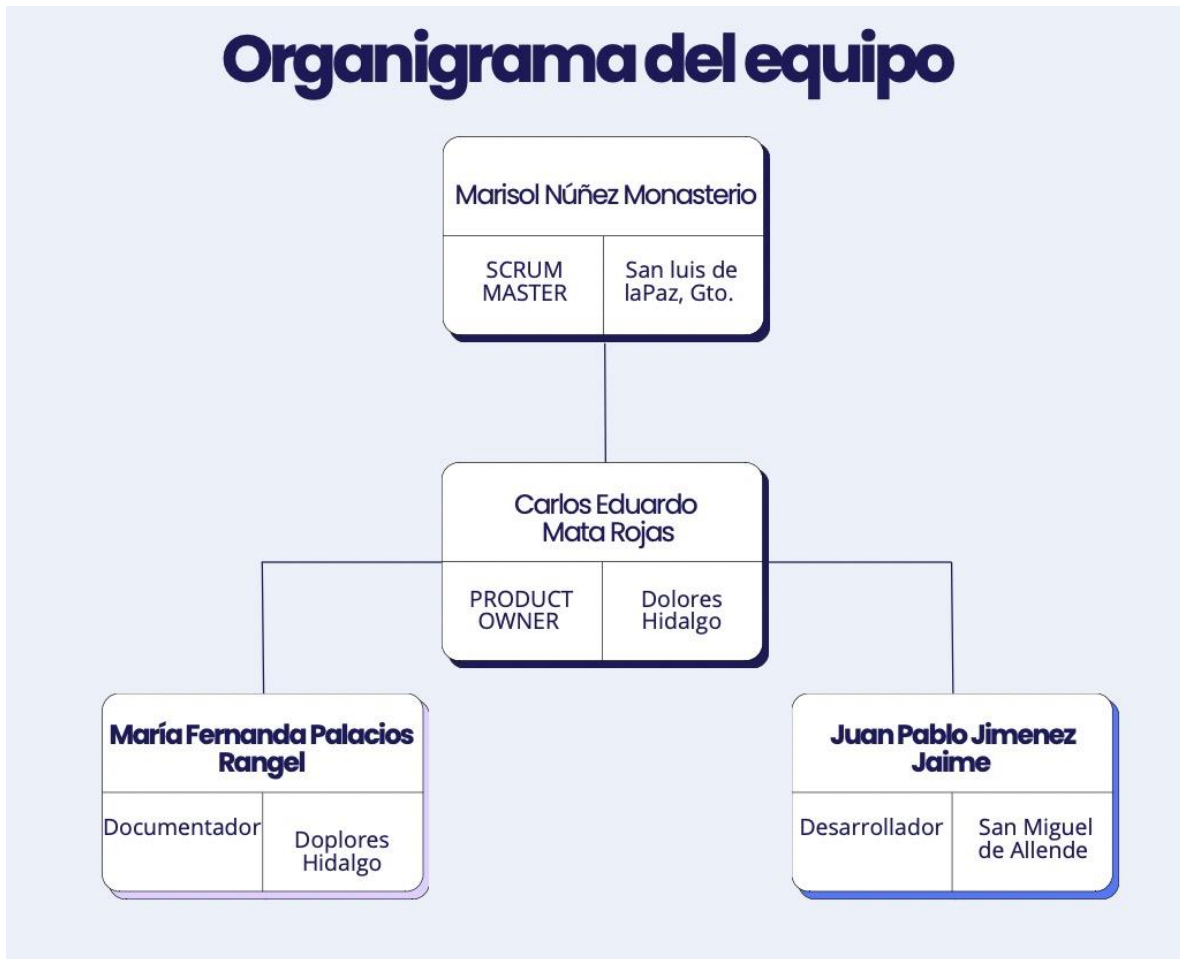 Organigrama del equipo
Marisol Núñez Monasterio
SCRUM
MASTER
San luis de
laPaz, Gto.
Carlos Eduardo
Mata Rojas
PRODUCT
OWNER
Dolores
Hidalgo
María Fernanda Palacios
Rangel
Documentador
Doplores
Hidalgo
Juan Pablo Jimenez
Jaime
Desarrollador
San Miguel
de Allende